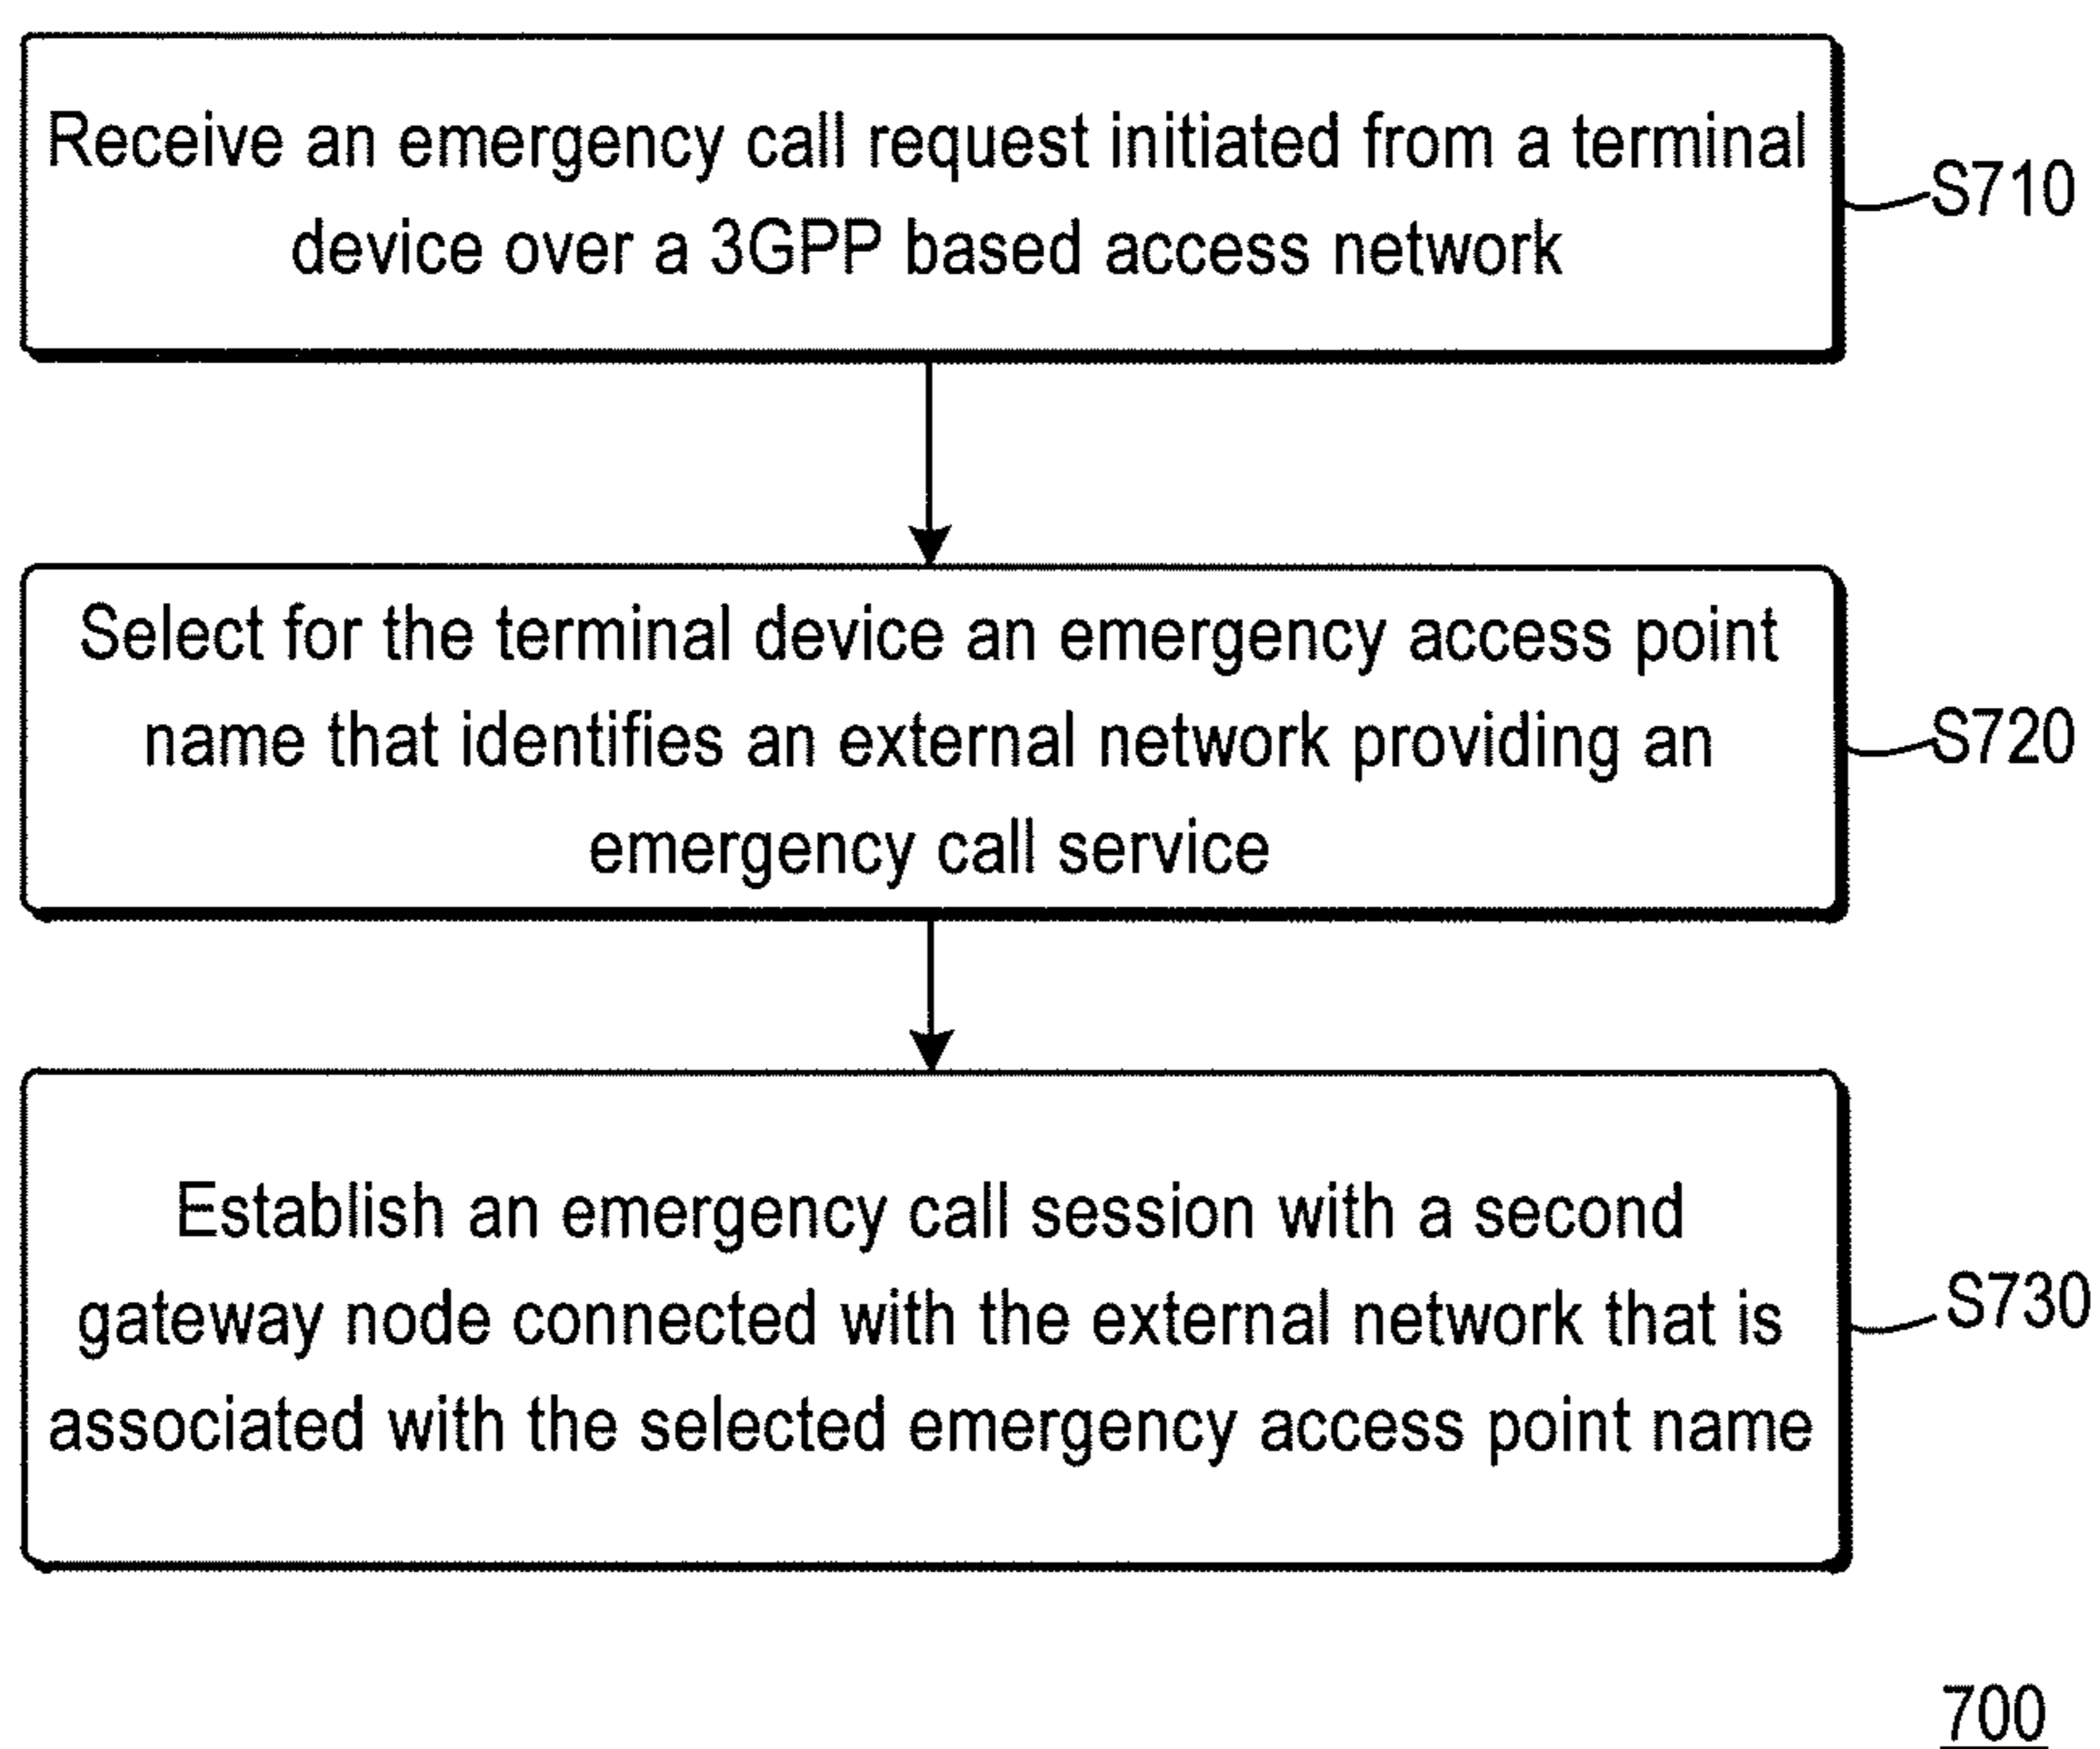 Receive an emergency call request initiated from a terminal
device over a 3GPP based access network
S710
Select for the terminal device an emergency access point
name that identifies an external network providing an
emergency call service
S720
Establish an emergency call session with a second
gateway node connected with the external network that is
associated with the selected emergency access point name
S730
700